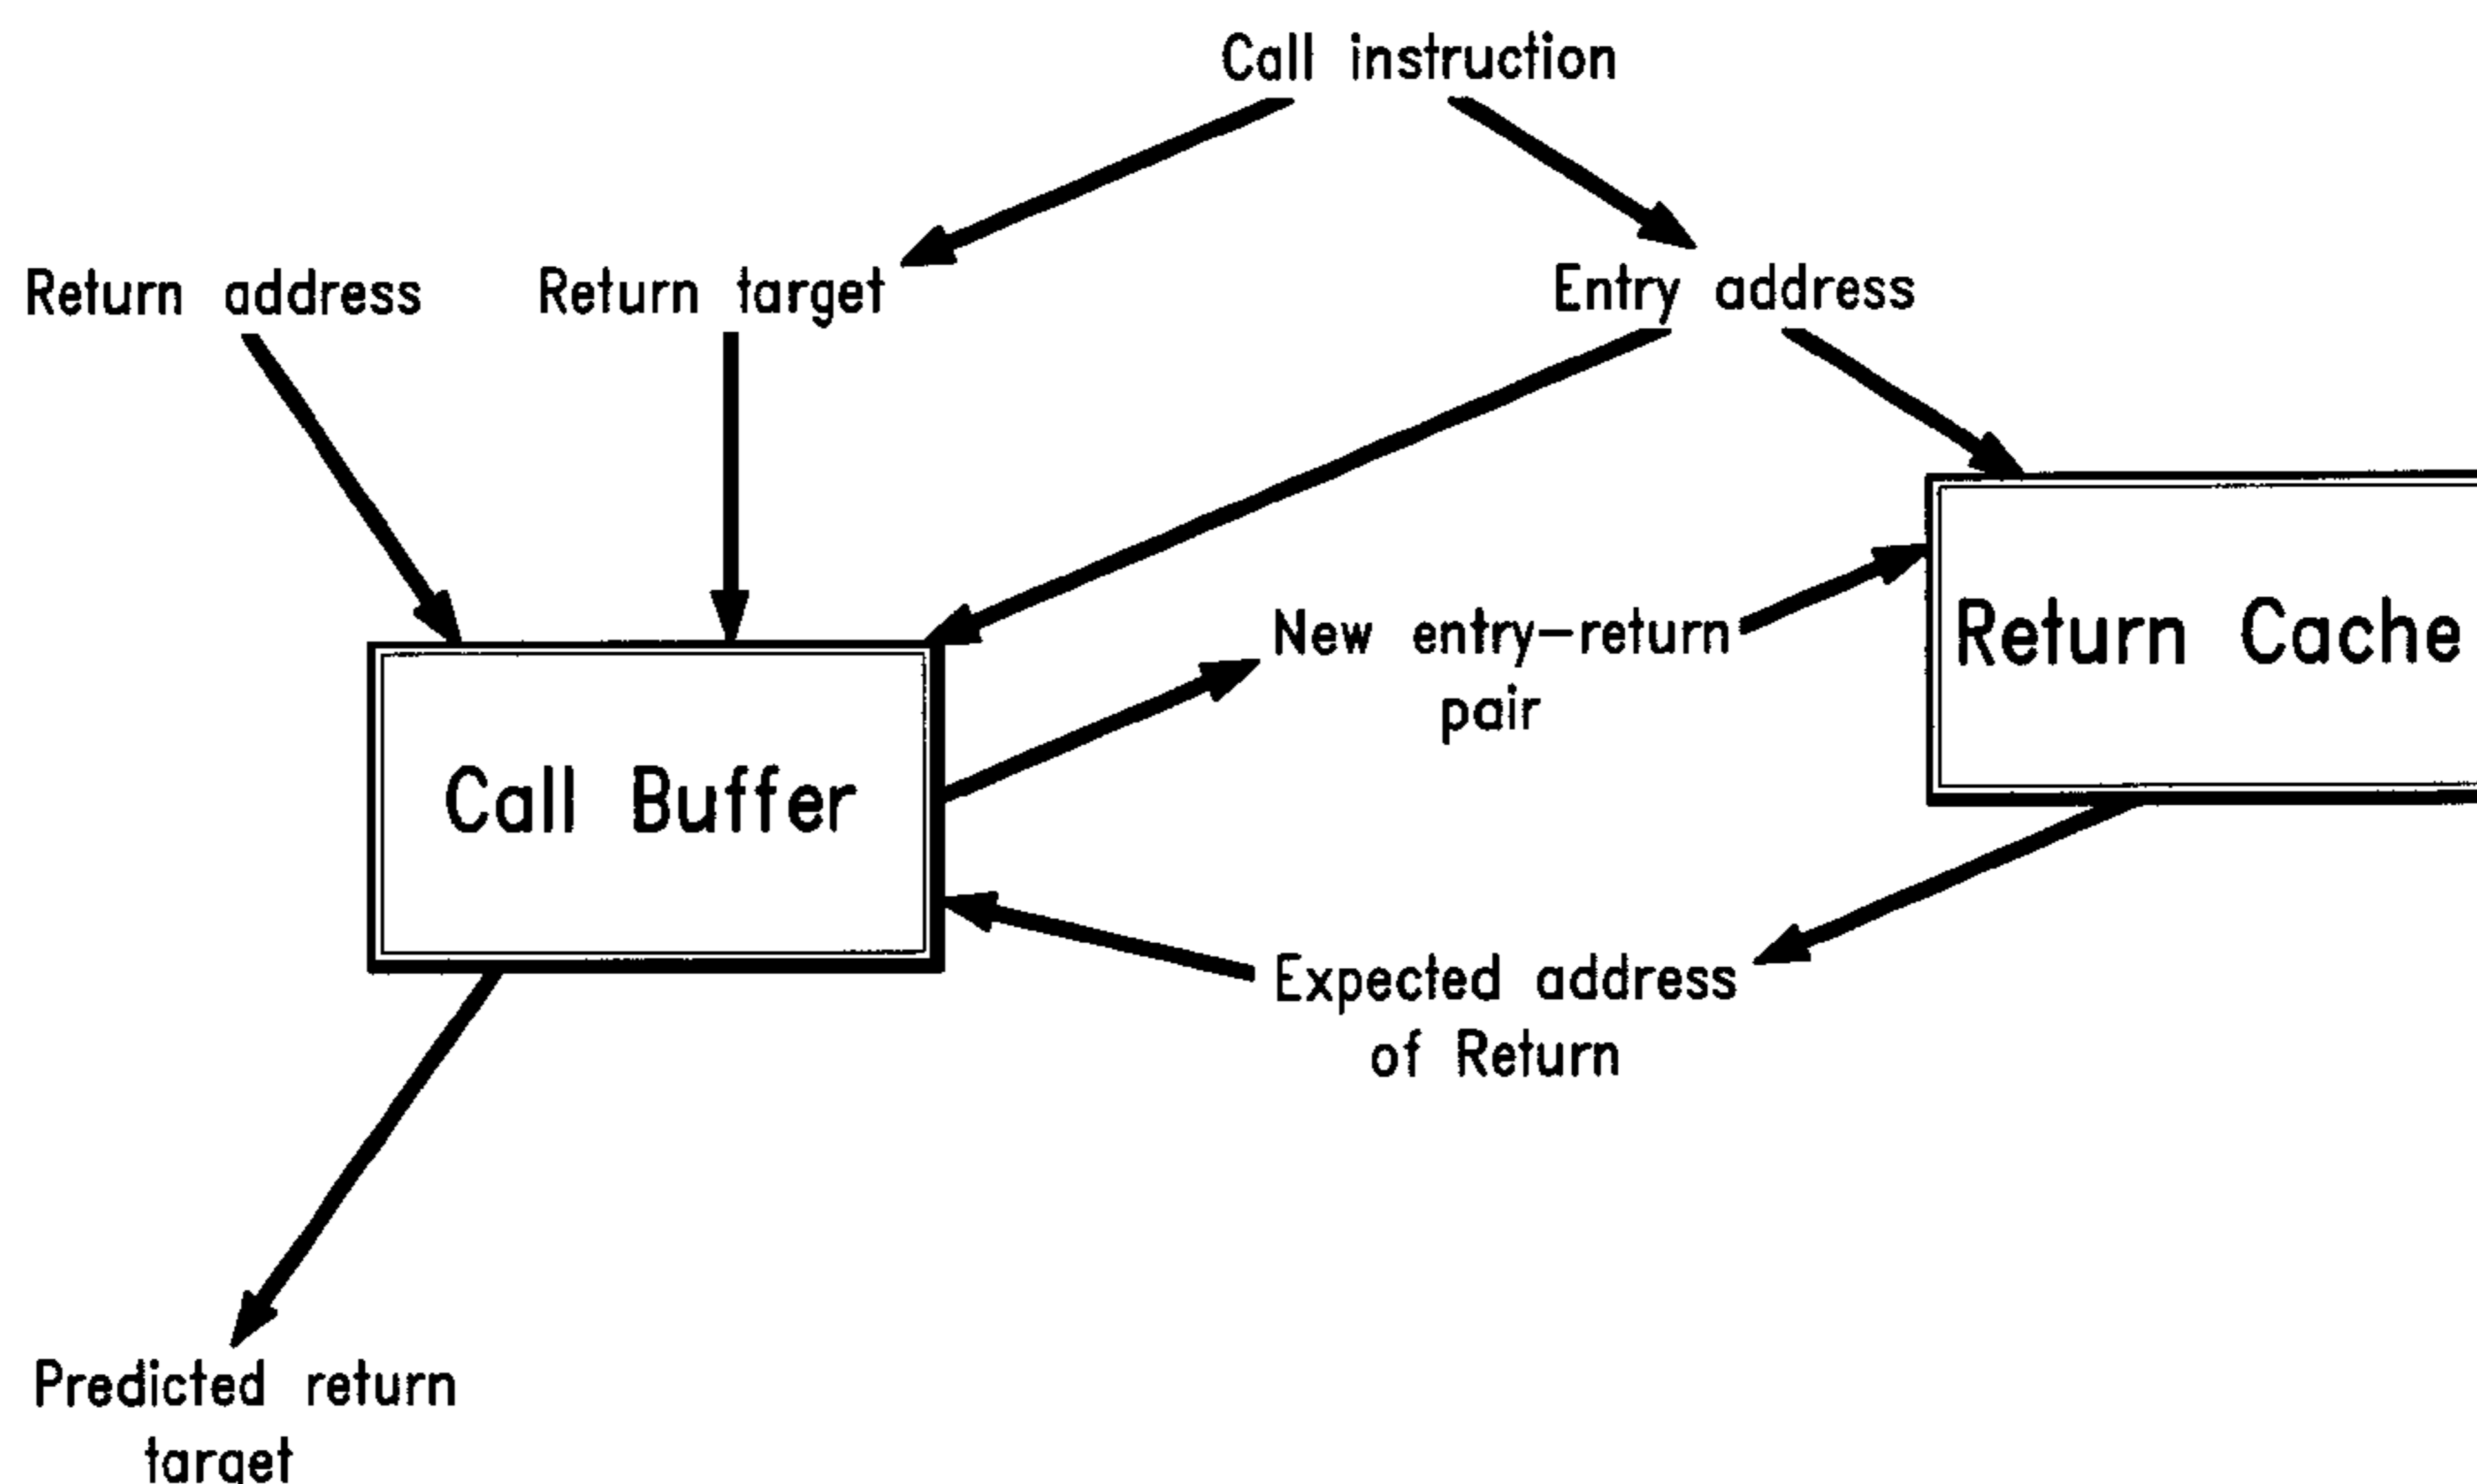 Call instruction
Return address
Return target
Entry address
New entry-return
pair
Return Cache
Call Buffer
Expected address
of Return
Predicted return
target